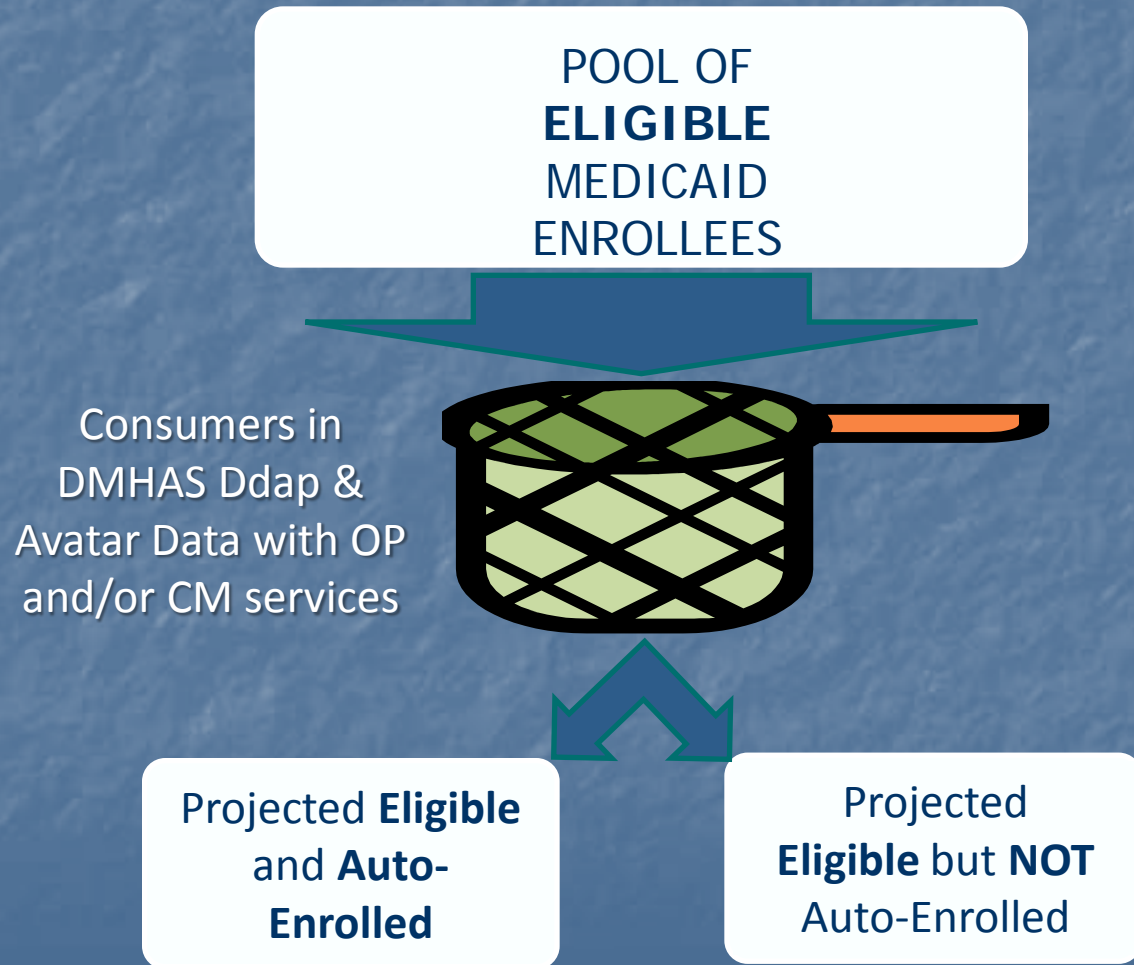 POOL OF
ELIGIBLE
MEDICAID
ENROLLEES
Consumers in
DMHAS Ddap &
Avatar Data with OP
and/or CM services
Projected Eligible
and Auto-
Enrolled
Projected
Eligible but NOT
Auto-Enrolled